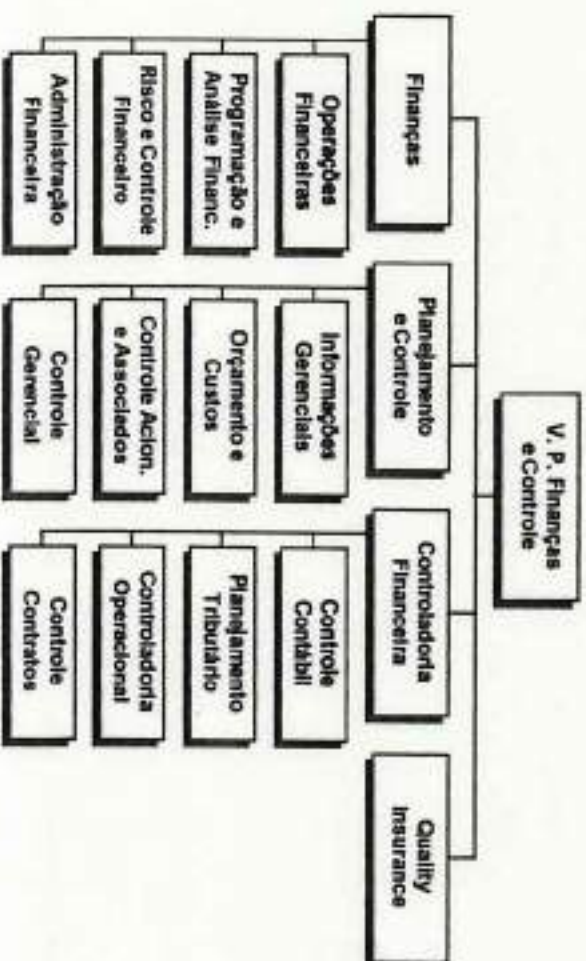 V. P. Finanças
e Controle
Finanças
Planejamento
e Controle
Controladoria
Financeira
Quality
Insurance
Operações
Financeiras
Programação e
Análise Financ.
Risco e Controle
Financeiro
Administração
Financeira
Informações
Gerenciais
Orçamento e
Custos
Controle Acion.
e Associados
Controle
Gerencial
Controle
Contábil
Planejamento
Tributário
Controladoria
Operacional
Controle
Contratos